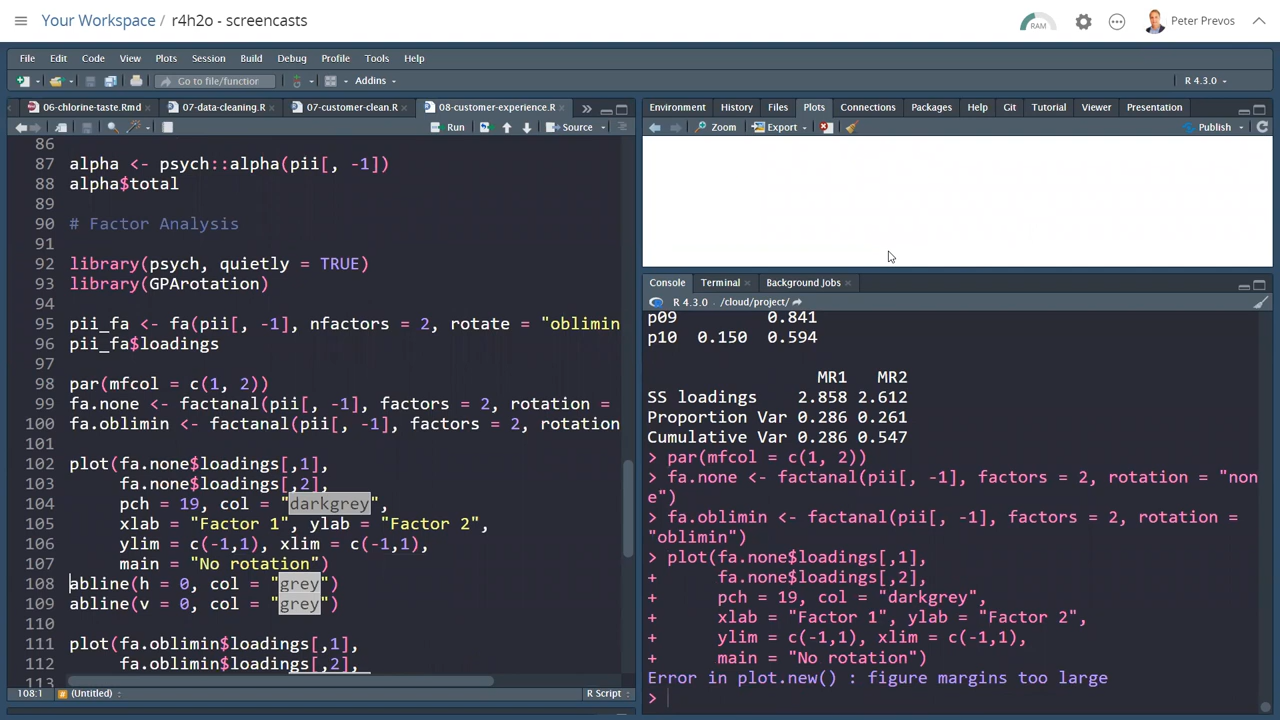 Your Workspace / r4h2o - screencasts
RAM
Peter Prevos
File Edit Code View Plots Session Build Debug Profile Tools Help
Go to file/function Addins R 4.3.0
06-chlorine-taste.Rmd 07-data-cleaning.R 07-customer-clean.R 08-customer-experience.R
Run Source
86
87 alpha <- psych::alpha(pii[, -1])
88 alpha$total
89
90 # Factor Analysis
91
92 library(psych, quietly = TRUE)
93 library(GPArotation)
94
95 pii_fa <- fa(pii[, -1], nfactors = 2, rotate = "oblimin
96 pii_fa$loadings
97
98 par(mfcol = c(1, 2))
99 fa.none <- factanal(pii[, -1], factors = 2, rotation =
100 fa.oblimin <- factanal(pii[, -1], factors = 2, rotation
101
102 plot(fa.none$loadings[,1],
103 fa.none$loadings[,2],
104 pch = 19, col = "darkgrey",
105 xlab = "Factor 1", ylab = "Factor 2",
106 ylim = c(-1,1), xlim = c(-1,1),
107 main = "No rotation")
108 abline(h = 0, col = "grey")
109 abline(v = 0, col = "grey")
110
111 plot(fa.oblimin$loadings[,1],
112 fa.oblimin$loadings[,2],
113
108:1 (Untitled) R Script
Environment History Files Plots Connections Packages Help Git Tutorial Viewer Presentation
Zoom Export Publish
Console Terminal Background Jobs
R 4.3.0 · /cloud/project/
p09 0.841
p10 0.150 0.594
MR1 MR2
SS loadings 2.858 2.612
Proportion Var 0.286 0.261
Cumulative Var 0.286 0.547
> par(mfcol = c(1, 2))
> fa.none <- factanal(pii[, -1], factors = 2, rotation = "non
e")
> fa.oblimin <- factanal(pii[, -1], factors = 2, rotation =
"oblimin")
> plot(fa.none$loadings[,1],
+ fa.none$loadings[,2],
+ pch = 19, col = "darkgrey",
+ xlab = "Factor 1", ylab = "Factor 2",
+ ylim = c(-1,1), xlim = c(-1,1),
+ main = "No rotation")
Error in plot.new() : figure margins too large
>